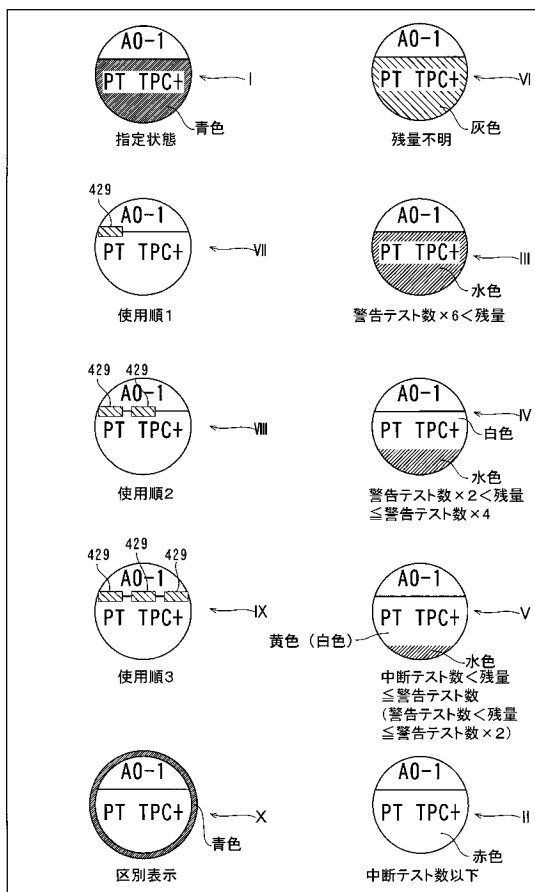 A0-1
PT TPC+
I
青色
指定状態
429
A0-1
PT TPC+
VII
使用順1
429
429
A0-1
PT TPC+
VIII
使用順2
429
429
429
A0-1
PT TPC+
IX
使用順3
A0-1
PT TPC+
X
青色
区別表示
A0-1
PT TPC+
VI
灰色
残量不明
A0-1
PT TPC+
III
水色
警告テスト数×6<残量
A0-1
PT TPC+
IV
白色
水色
警告テスト数×2<残量
≦警告テスト数×4
A0-1
PT TPC+
V
黄色(白色)
水色
中断テスト数<残量
≦警告テスト数
(警告テスト数<残量
≦警告テスト数×2)
A0-1
PT TPC+
II
赤色
中断テスト数以下